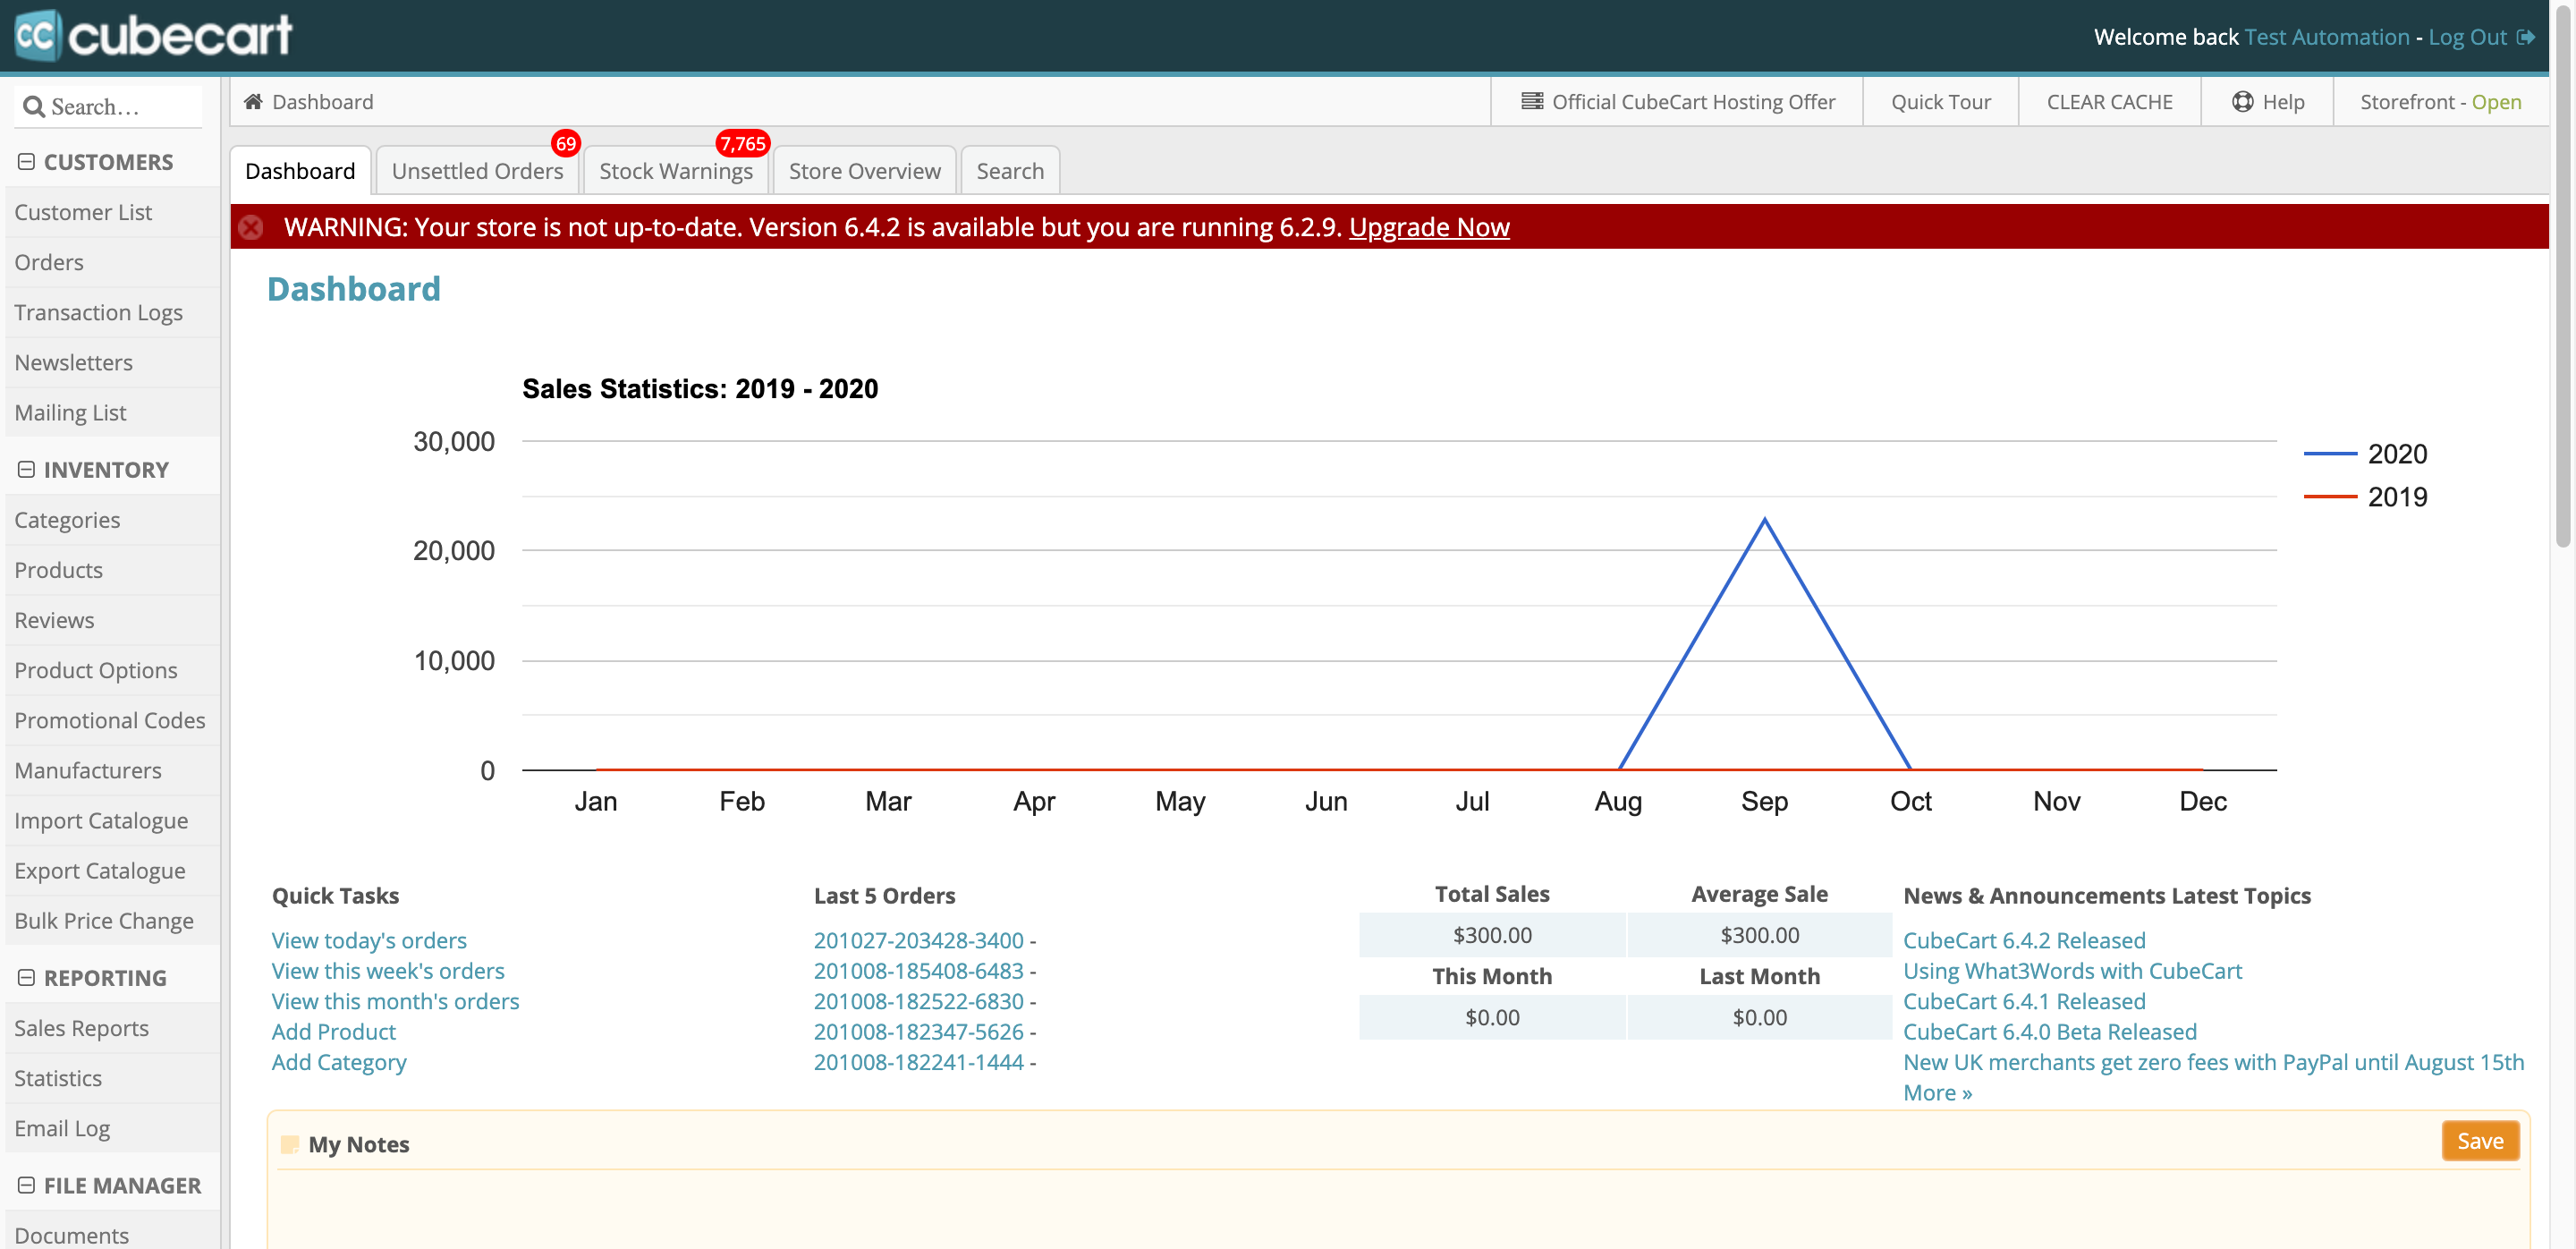 cc cubecart
Welcome back Test Automation - Log Out
Search...
Dashboard
Official CubeCart Hosting Offer
Quick Tour
CLEAR CACHE
Help
Storefront - Open
CUSTOMERS
Customer List
Orders
Transaction Logs
Newsletters
Mailing List
INVENTORY
Categories
Products
Reviews
Product Options
Promotional Codes
Manufacturers
Import Catalogue
Export Catalogue
Bulk Price Change
REPORTING
Sales Reports
Statistics
Email Log
FILE MANAGER
Documents
Dashboard
Unsettled Orders 69
Stock Warnings 7,765
Store Overview
Search
WARNING: Your store is not up-to-date. Version 6.4.2 is available but you are running 6.2.9. Upgrade Now
Dashboard
Sales Statistics: 2019 - 2020
30,000
20,000
10,000
0
Jan Feb Mar Apr May Jun Jul Aug Sep Oct Nov Dec
2020
2019
Quick Tasks
View today's orders
View this week's orders
View this month's orders
Add Product
Add Category
Last 5 Orders
201027-203428-3400 -
201008-185408-6483 -
201008-182522-6830 -
201008-182347-5626 -
201008-182241-1444 -
Total Sales Average Sale
$300.00 $300.00
This Month Last Month
$0.00 $0.00
News & Announcements Latest Topics
CubeCart 6.4.2 Released
Using What3Words with CubeCart
CubeCart 6.4.1 Released
CubeCart 6.4.0 Beta Released
New UK merchants get zero fees with PayPal until August 15th
More »
My Notes
Save